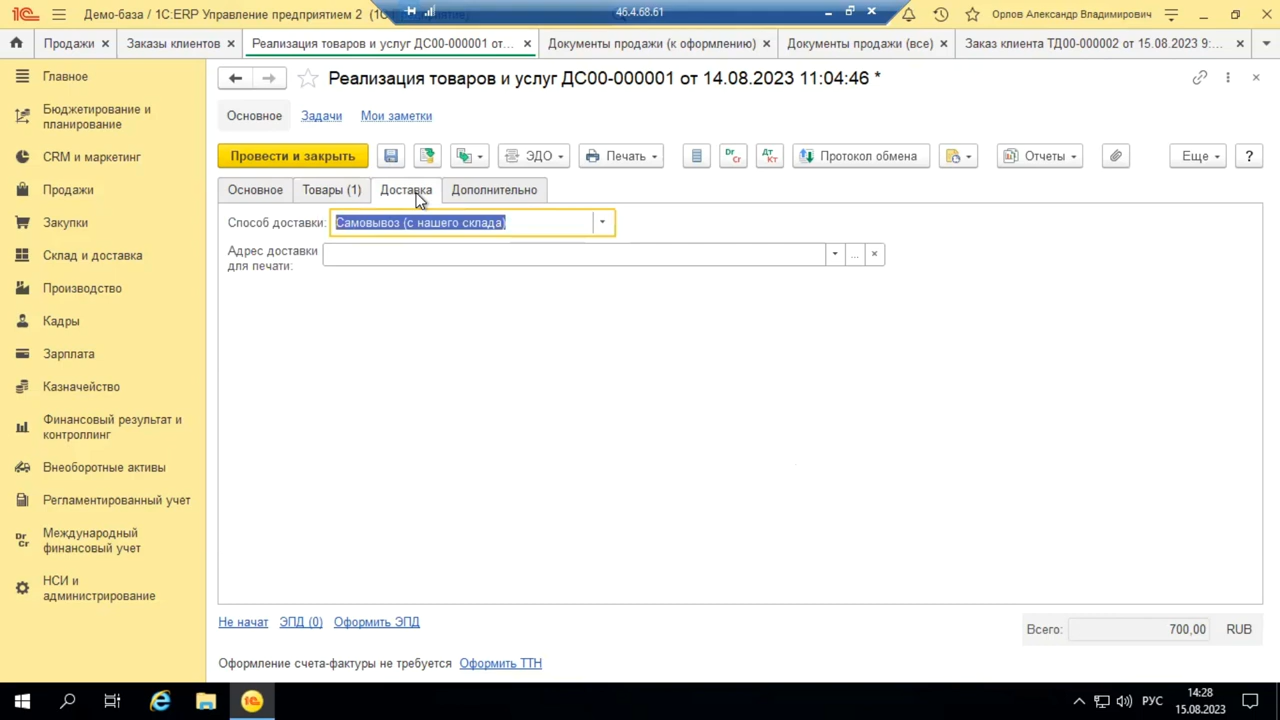 Демо-база / 1С:ERP Управление предприятием 2 (1С:
46.4.68.61
Орлов Александр Владимирович
Продажи
Заказы клиентов
Реализация товаров и услуг ДС00-000001 от...
Документы продажи (к оформлению)
Документы продажи (все)
Заказ клиента ТД00-000002 от 15.08.2023 9:...
Главное
Бюджетирование и
планирование
CRM и маркетинг
Продажи
Закупки
Склад и доставка
Производство
Кадры
Зарплата
Казначейство
Финансовый результат и
контроллинг
Внеоборотные активы
Регламентированный учет
Международный
финансовый учет
НСИ и
администрирование
Реализация товаров и услуг ДС00-000001 от 14.08.2023 11:04:46 *
Основное
Задачи
Мои заметки
Провести и закрыть
ЭДО
Печать
Dr
Cr
Дт
Кт
Протокол обмена
Отчеты
Еще
?
Основное
Товары (1)
Доставка
Дополнительно
Способ доставки:
Самовывоз (с нашего склада)
Адрес доставки
для печати:
...
Не начат
ЭПД (0)
Оформить ЭПД
Всего:
700,00
RUB
Оформление счета-фактуры не требуется
Оформить ТТН
РУС
14:28
15.08.2023